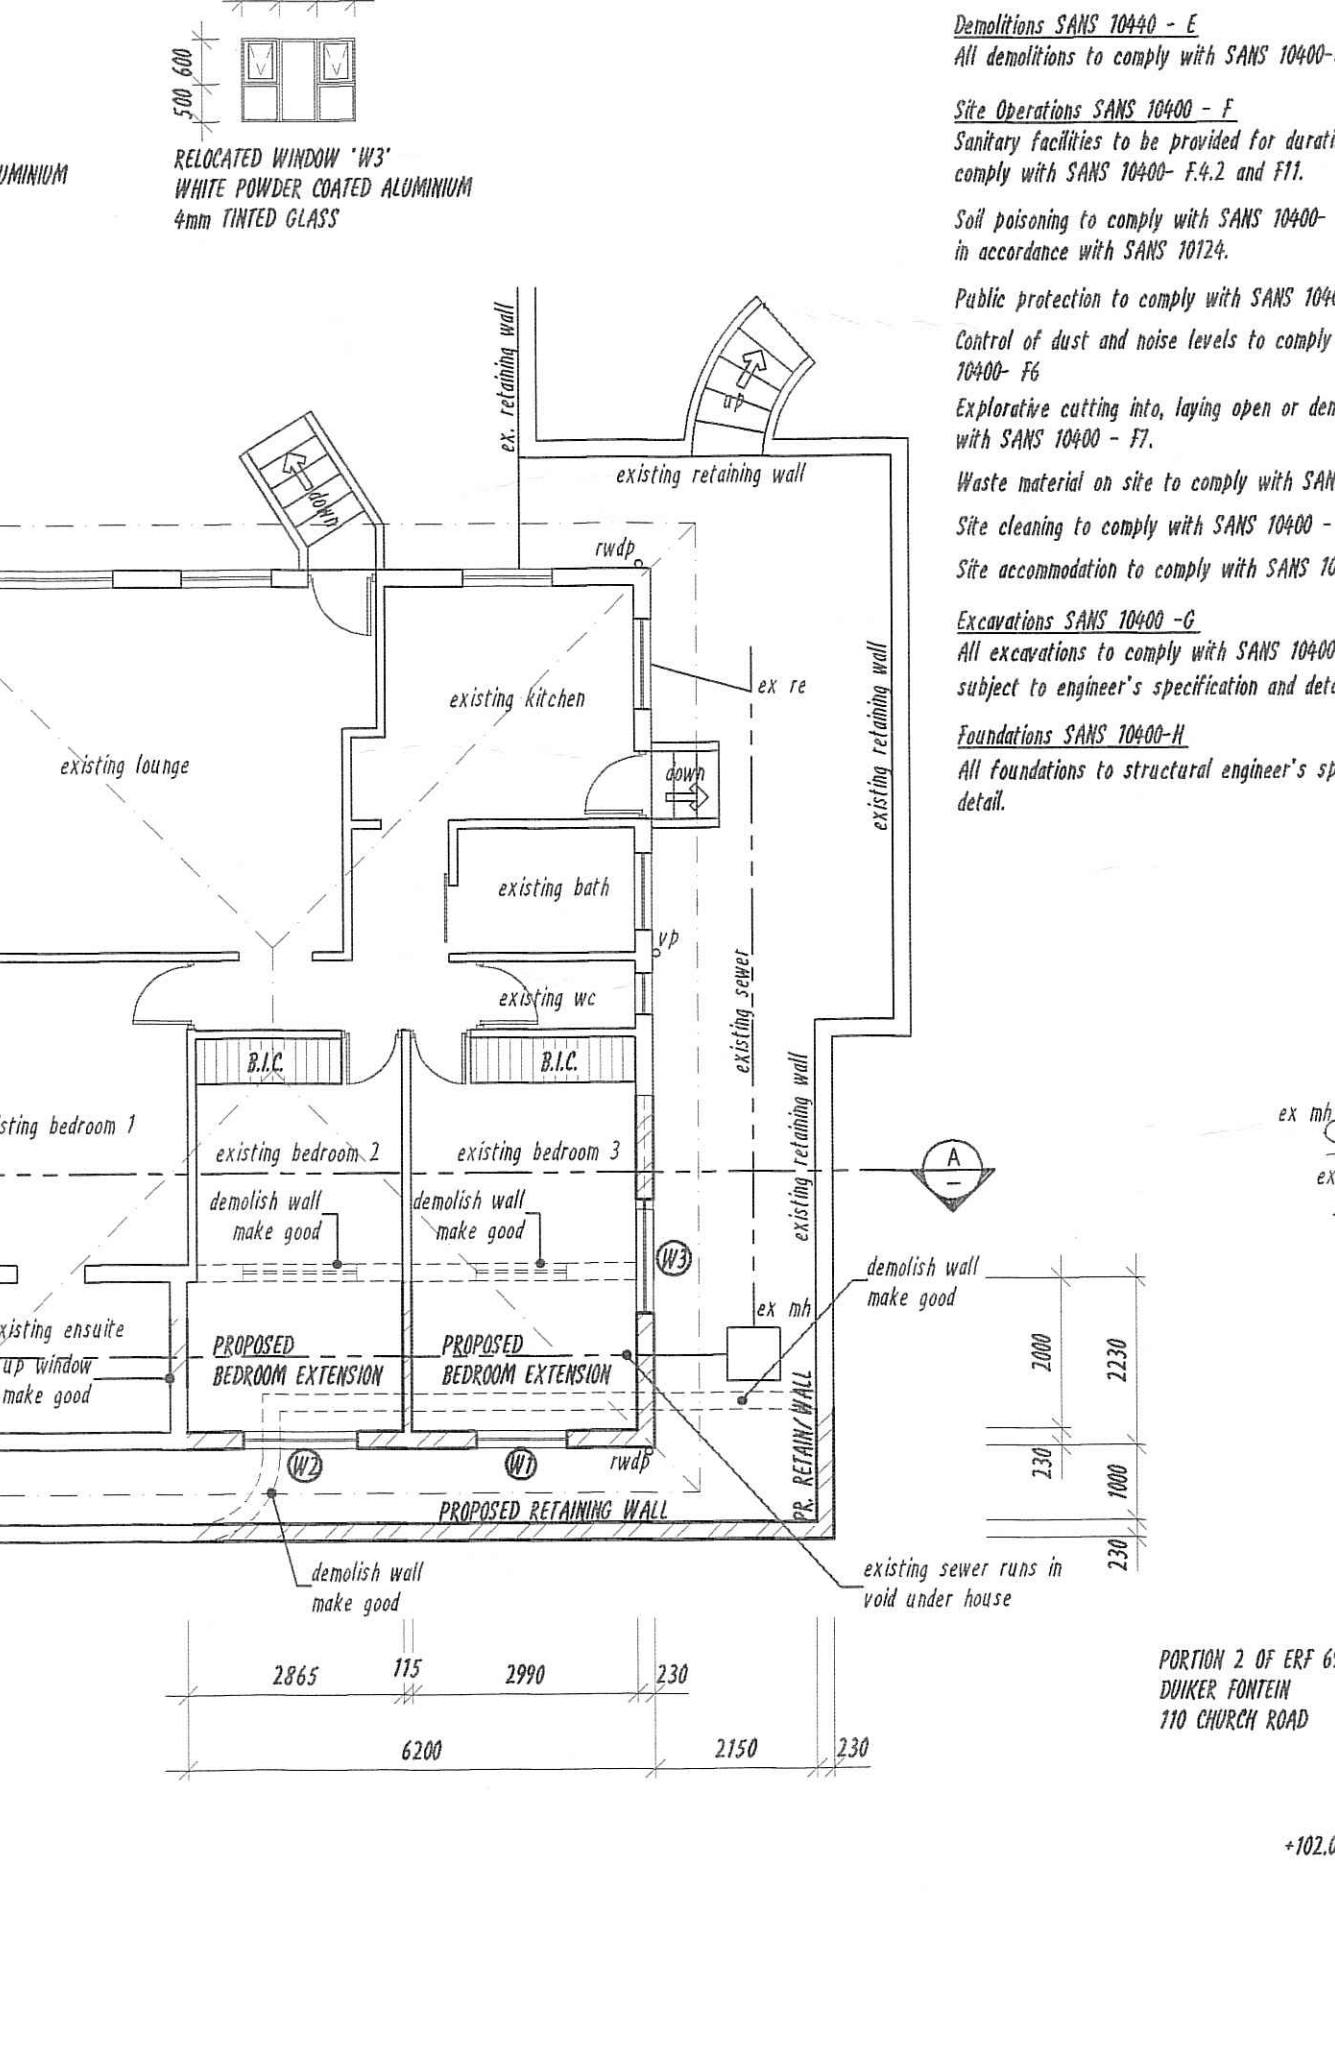 600
500
UMINIUM
RELOCATED WINDOW 'W3'
WHITE POWDER COATED ALUMINIUM
4mm TINTED GLASS
Demolitions SANS 10440 - E
All demolitions to comply with SANS 10400-
Site Operations SANS 10400 - F
Sanitary facilities to be provided for durati
comply with SANS 10400- F.4.2 and F11.
Soil poisoning to comply with SANS 10400-
in accordance with SANS 10124.
Public protection to comply with SANS 104
Control of dust and noise levels to comply
10400- F6
Explorative cutting into, laying open or dem
with SANS 10400 - F7.
Waste material on site to comply with SAN
Site cleaning to comply with SANS 10400 -
Site accommodation to comply with SANS 10
Excavations SANS 10400 -G
All excavations to comply with SANS 10400
subject to engineer's specification and deta
Foundations SANS 10400-H
All foundations to structural engineer's sp
detail.
ex. retaining wall
up
existing retaining wall
down
rwdp
existing kitchen
ex re
existing retaining wall
existing lounge
down
existing bath
vp
existing sewer
existing wc
B.I.C.
B.I.C.
existing retaining wall
sting bedroom 1
existing bedroom 2
existing bedroom 3
A
ex mh
ex
demolish wall
make good
demolish wall
make good
W3
demolish wall
make good
ex mh
xisting ensuite
up window
make good
PROPOSED
BEDROOM EXTENSION
PROPOSED
BEDROOM EXTENSION
2000
2230
230
1000
230
PR. RETAIN/WALL
W2
W1
rwdp
PROPOSED RETAINING WALL
demolish wall
make good
existing sewer runs in
void under house
2865
115
2990
230
6200
2150
230
PORTION 2 OF ERF 6
DUIKER FONTEIN
110 CHURCH ROAD
+102.0